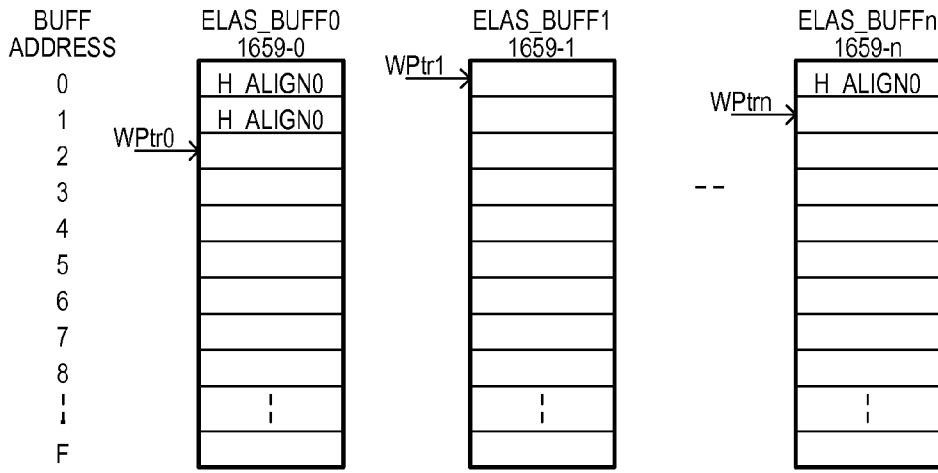 BUFF
ADDRESS
ELAS_BUFF0
1659-0
ELAS_BUFF1
1659-1
ELAS_BUFFn
1659-n
WPtr1
0
H_ALIGN0
H_ALIGN0
WPtrn
1
H_ALIGN0
WPtr0
2
3
4
5
6
7
8
F